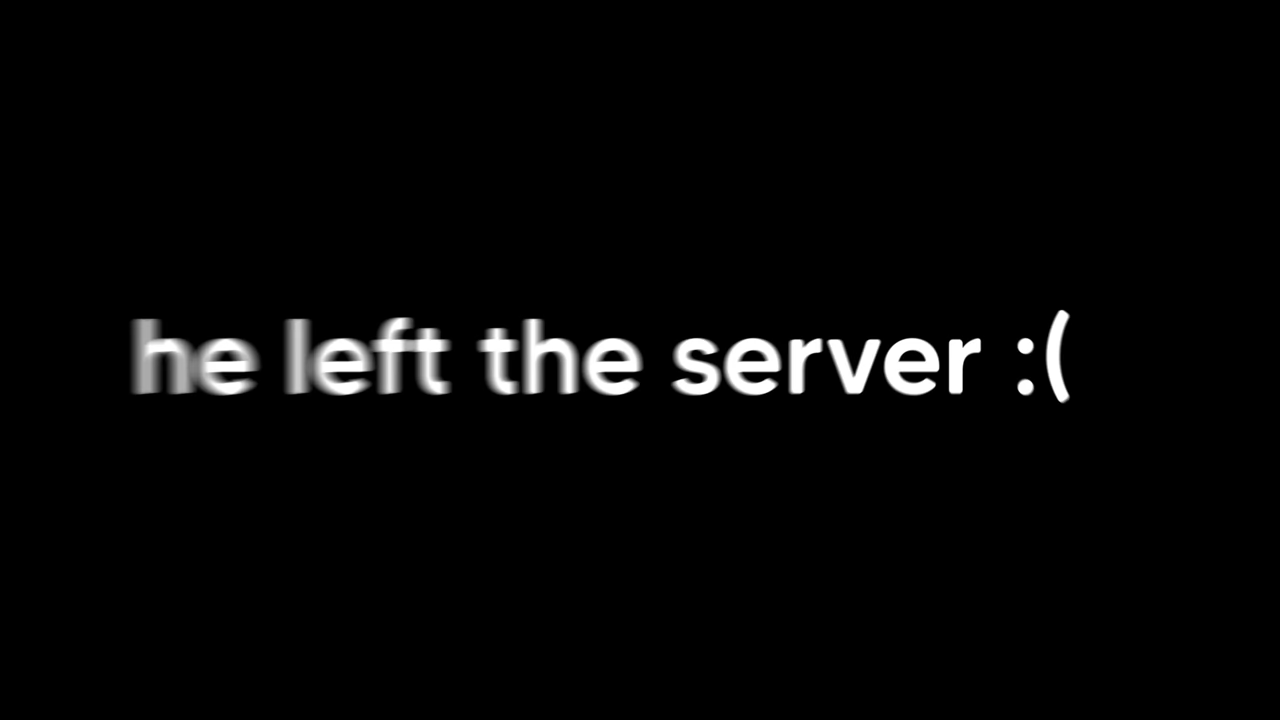 he left the server :(